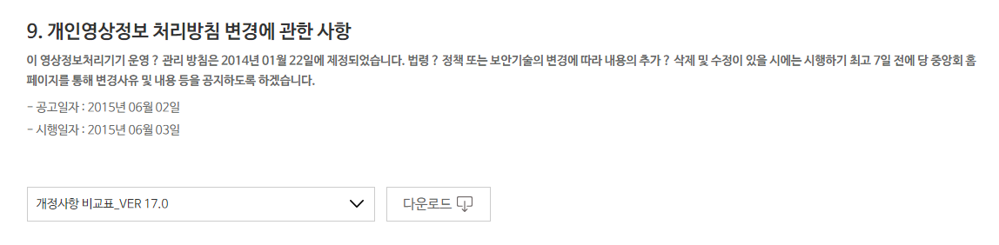 9. 개인영상정보 처리방침 변경에 관한 사항
이 영상정보처리기기 운영 ? 관리 방침은 2014년 01월 22일에 제정되었습니다. 법령 ? 정책 또는 보안기술의 변경에 따라 내용의 추가 ? 삭제 및 수정이 있을 시에는 시행하기 최고 7일 전에 당 중앙회 홈
페이지를 통해 변경사유 및 내용 등을 공지하도록 하겠습니다.
- 공고일자 : 2015년 06월 02일
- 시행일자 : 2015년 06월 03일
개정사항 비교표_VER 17.0
다운로드